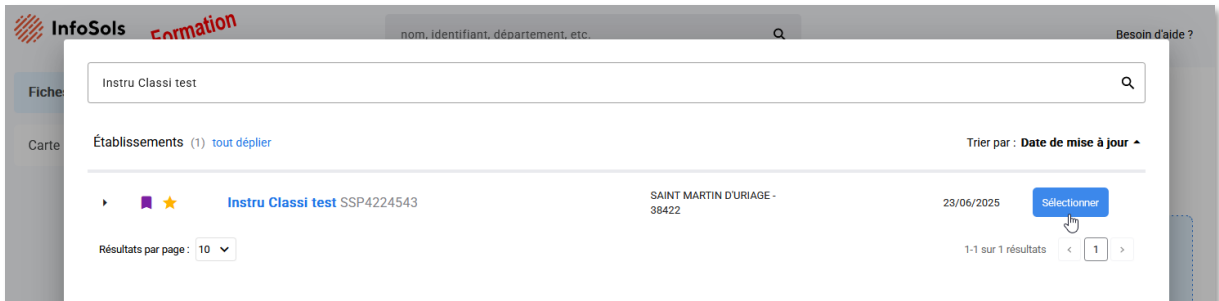 InfoSols
Formation
nom, identifiant, département, etc.
Besoin d'aide ?
Instru Classi test
Fiche
Carte
Établissements (1) tout déplier
Trier par : Date de mise à jour
Instru Classi test SSP4224543
SAINT MARTIN D'URIAGE -
38422
23/06/2025
Sélectionner
Résultats par page : 10
1-1 sur 1 résultats
< 1 >